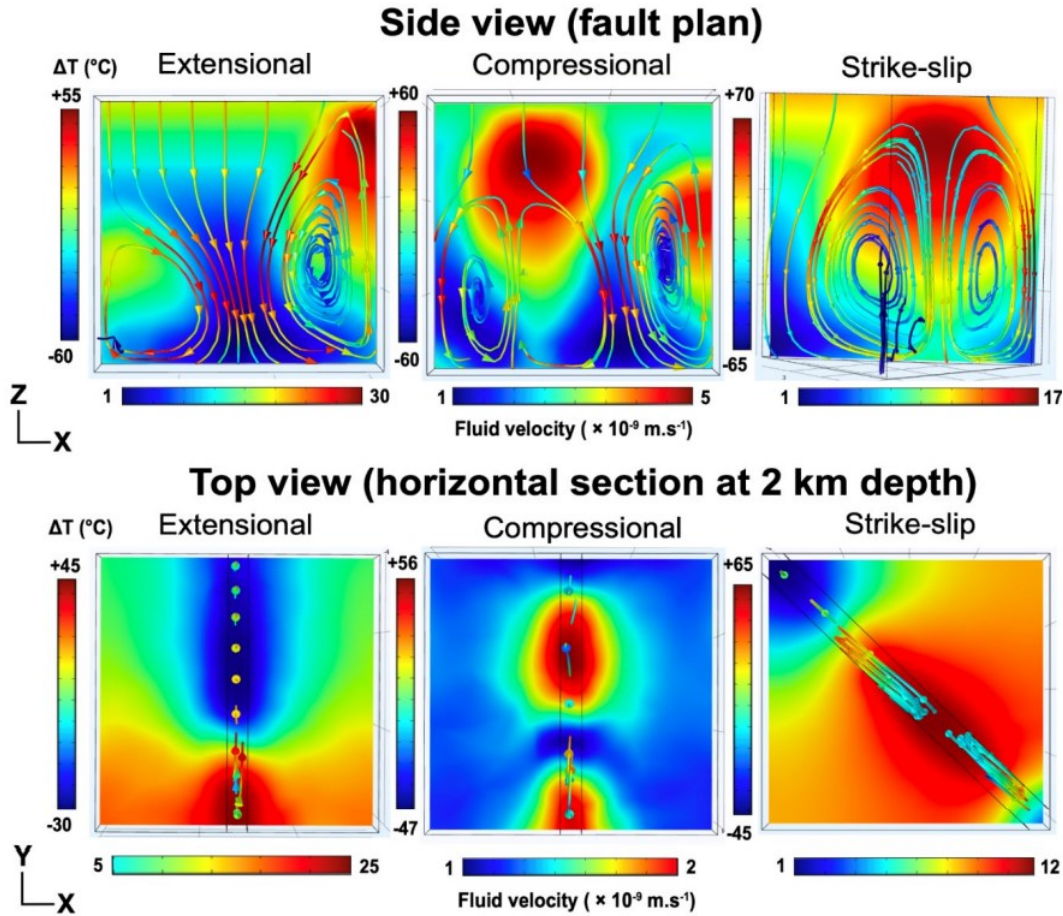 Side view (fault plan)
ΔT (°C) Extensional Compressional Strike-slip
+55 +60 +70
-60 -60 -65
1 30 1 5 1 17
Fluid velocity ( × 10⁻⁹ m.s⁻¹)
Z
X
Top view (horizontal section at 2 km depth)
ΔT (°C) Extensional Compressional Strike-slip
+45 +56 +65
-30 -47 -45
Y
X
5 25 1 2 1 12
Fluid velocity ( × 10⁻⁹ m.s⁻¹)